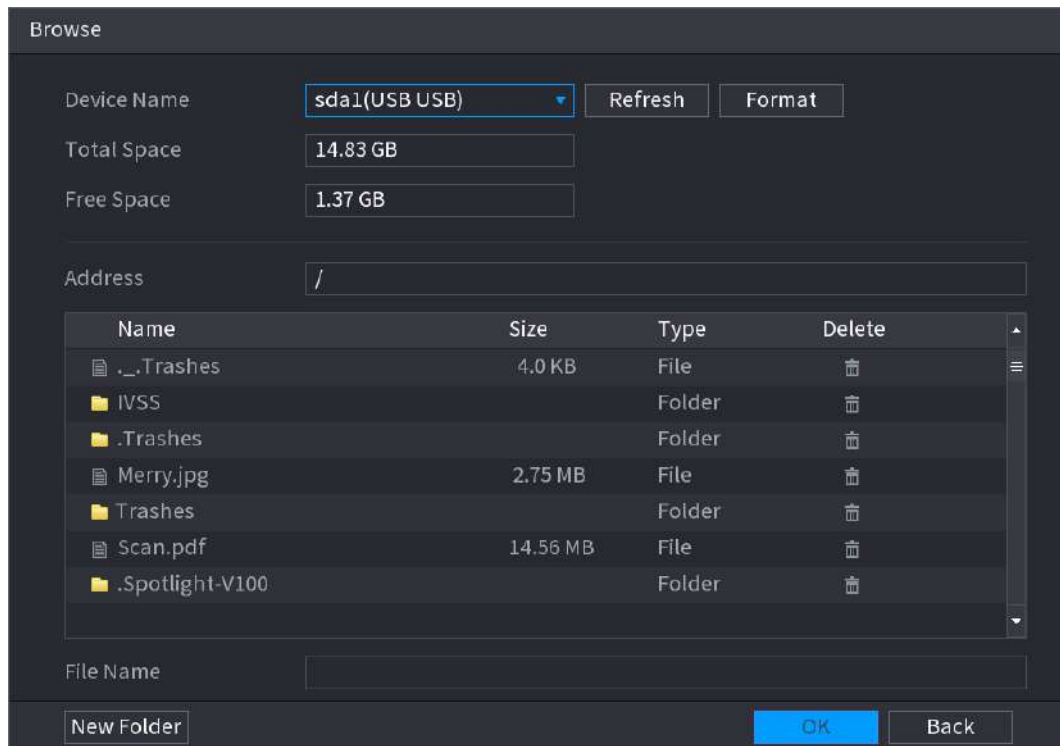 Browse
Device Name sda1(USB USB) Refresh Format
Total Space 14.83 GB
Free Space 1.37 GB
Address /
Name Size Type Delete
._.Trashes 4.0 KB File
IVSS Folder
.Trashes Folder
Merry.jpg 2.75 MB File
Trashes Folder
Scan.pdf 14.56 MB File
.Spotlight-V100 Folder
File Name
New Folder OK Back